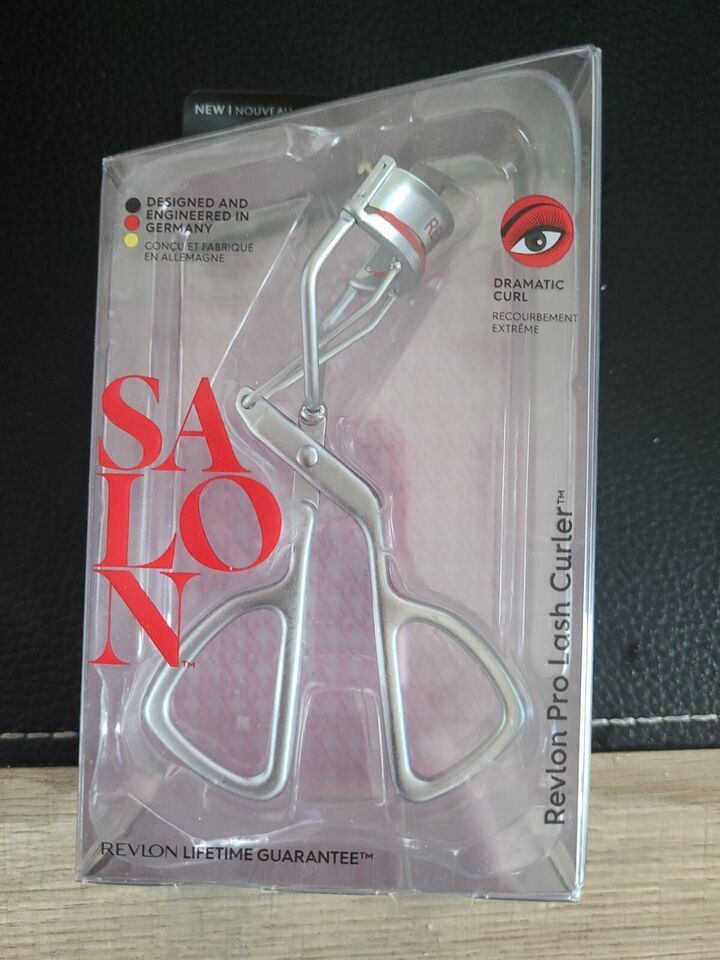 NEW | NOUVEAU
DESIGNED AND
ENGINEERED IN
GERMANY
CONÇU ET FABRIQUÉ
EN ALLEMAGNE
DRAMATIC
CURL
RECOURBEMENT
EXTRÊME
SA
LO
N™
Revlon Pro Lash Curler™
REVLON LIFETIME GUARANTEE™